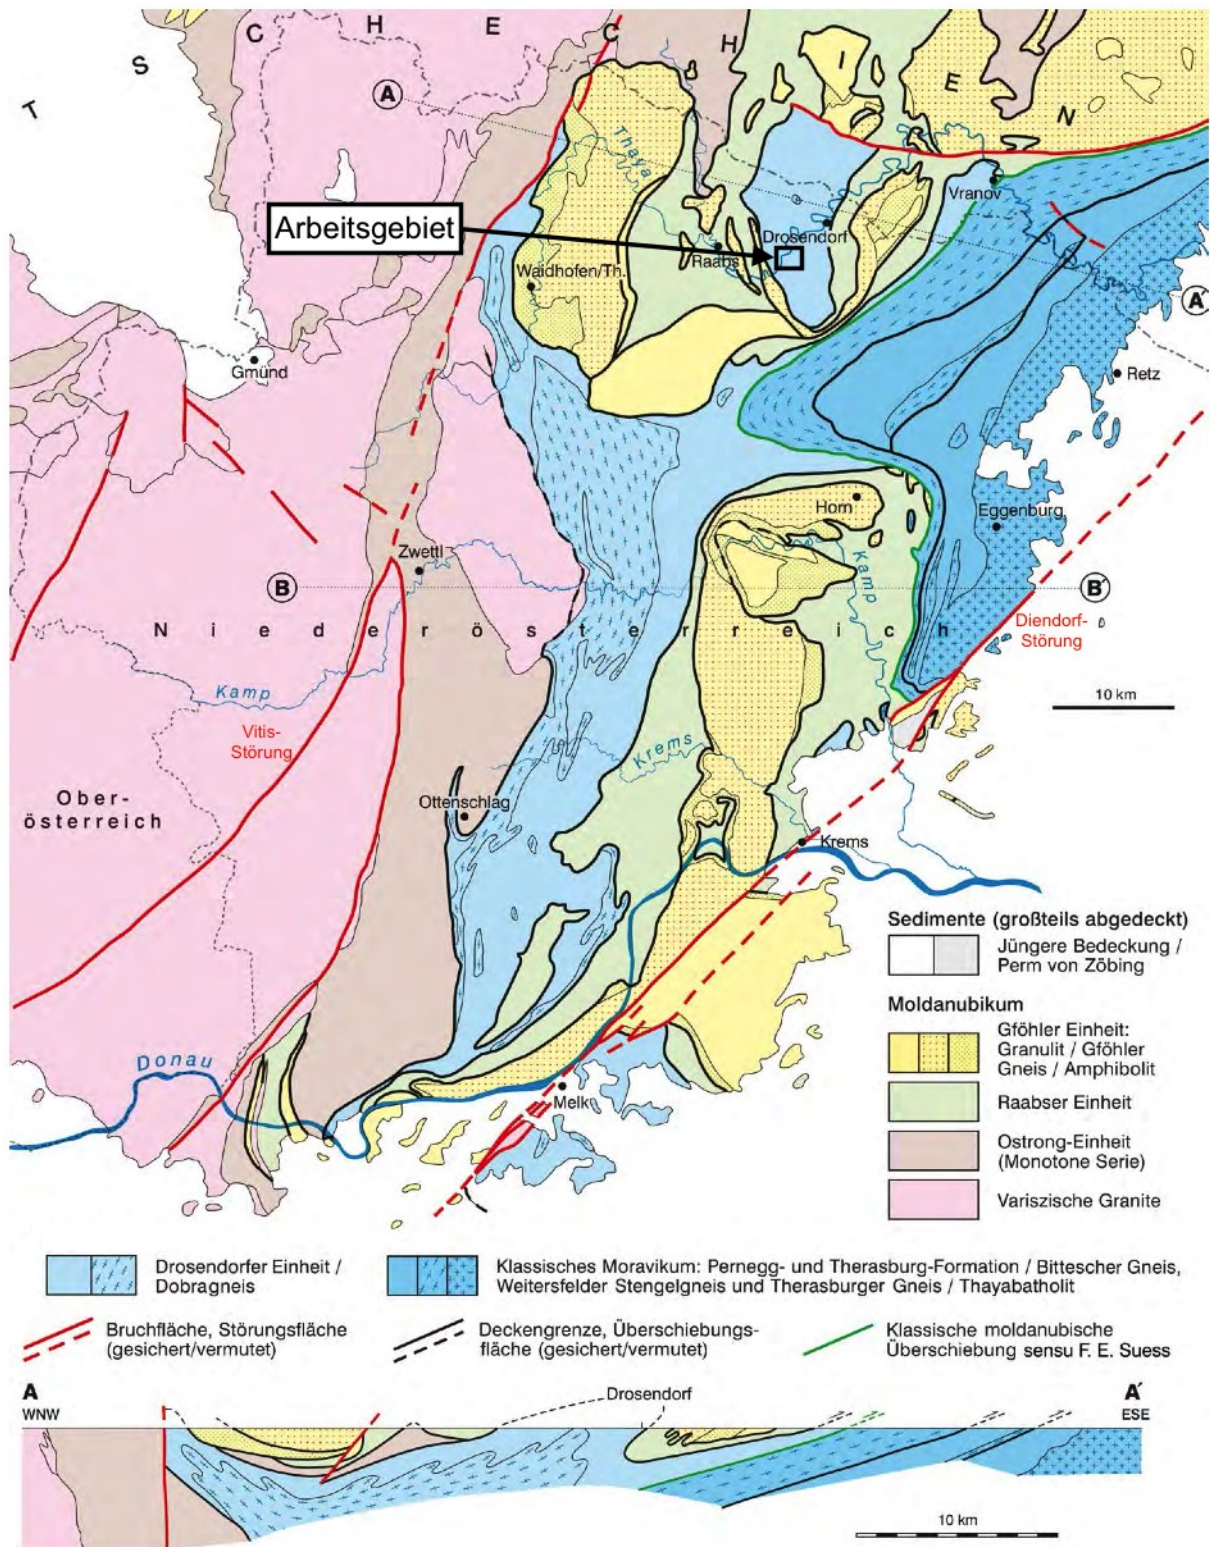 T S C H E C H I E N
A
Thaya
Vranov
Arbeitsgebiet
Drosendorf
Raabs
Waidhofen/Th.
A´
Gmünd
Retz
Horn
Eggenburg
Zwettl
Kamp
B
B´
Niederösterreich
Diendorf-
Störung
Kamp
10 km
Vitis-
Störung
Krems
Ober-
österreich
Ottenschlag
Krems
Donau
Melk
Sedimente (großteils abgedeckt)
Jüngere Bedeckung /
Perm von Zöbing
Moldanubikum
Gföhler Einheit:
Granulit / Gföhler
Gneis / Amphibolit
Raabser Einheit
Ostrong-Einheit
(Monotone Serie)
Variszische Granite
Drosendorfer Einheit /
Dobragneis
Klassisches Moravikum: Pernegg- und Therasburg-Formation / Bittescher Gneis,
Weitersfelder Stengelgneis und Therasburger Gneis / Thayabatholit
Bruchfläche, Störungsfläche
(gesichert/vermutet)
Deckengrenze, Überschiebungs-
fläche (gesichert/vermutet)
Klassische moldanubische
Überschiebung sensu F. E. Suess
A
WNW
Drosendorf
A´
ESE
10 km